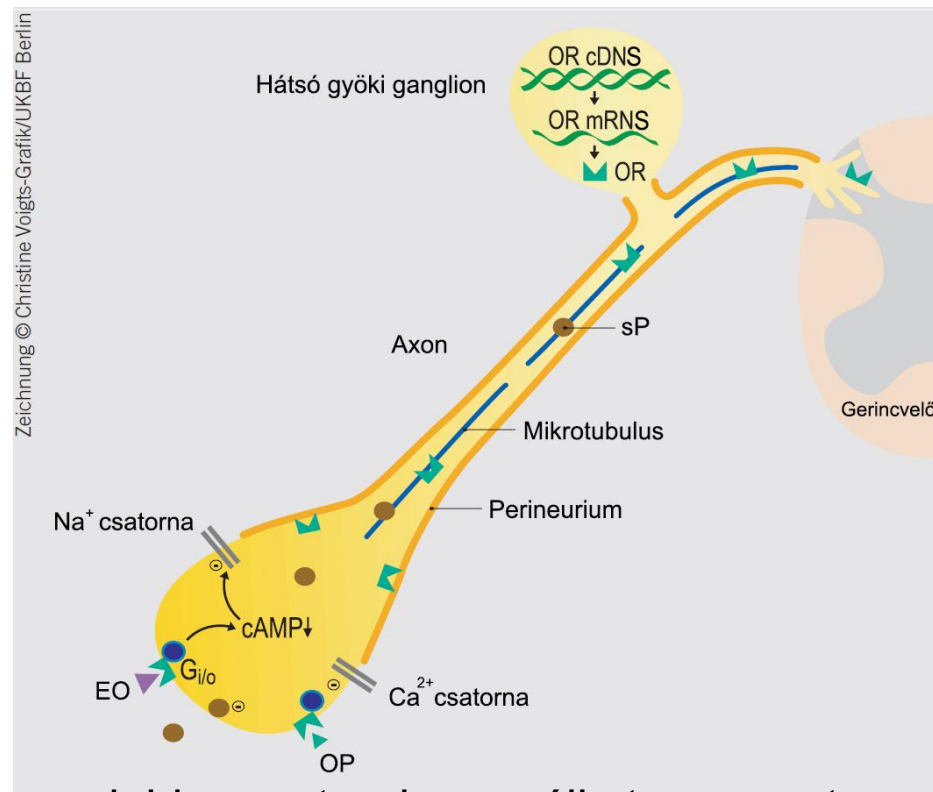 Zeichnung © Christine Voigts-Grafik/UKBF Berlin
Hátsó gyöki ganglion
OR cDNS
OR mRNS
OR
sP
Axon
Gerincvelő
Mikrotubulus
Perineurium
Na⁺ csatorna
cAMP↓
Gi/o
EO
Ca²⁺ csatorna
OP